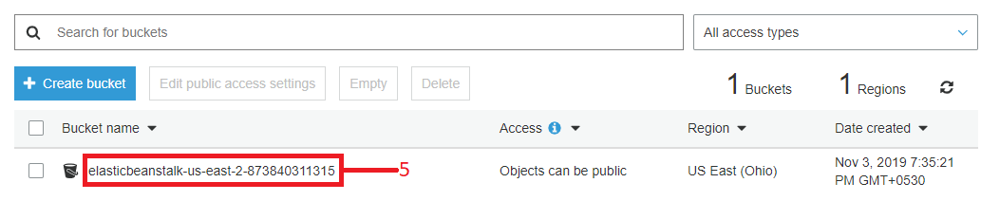 Search for buckets
All access types
+ Create bucket
Edit public access settings
Empty
Delete
1 Buckets
1 Regions
Bucket name
Access
Region
Date created
elasticbeanstalk-us-east-2-873840311315
5
Objects can be public
US East (Ohio)
Nov 3, 2019 7:35:21
PM GMT+0530